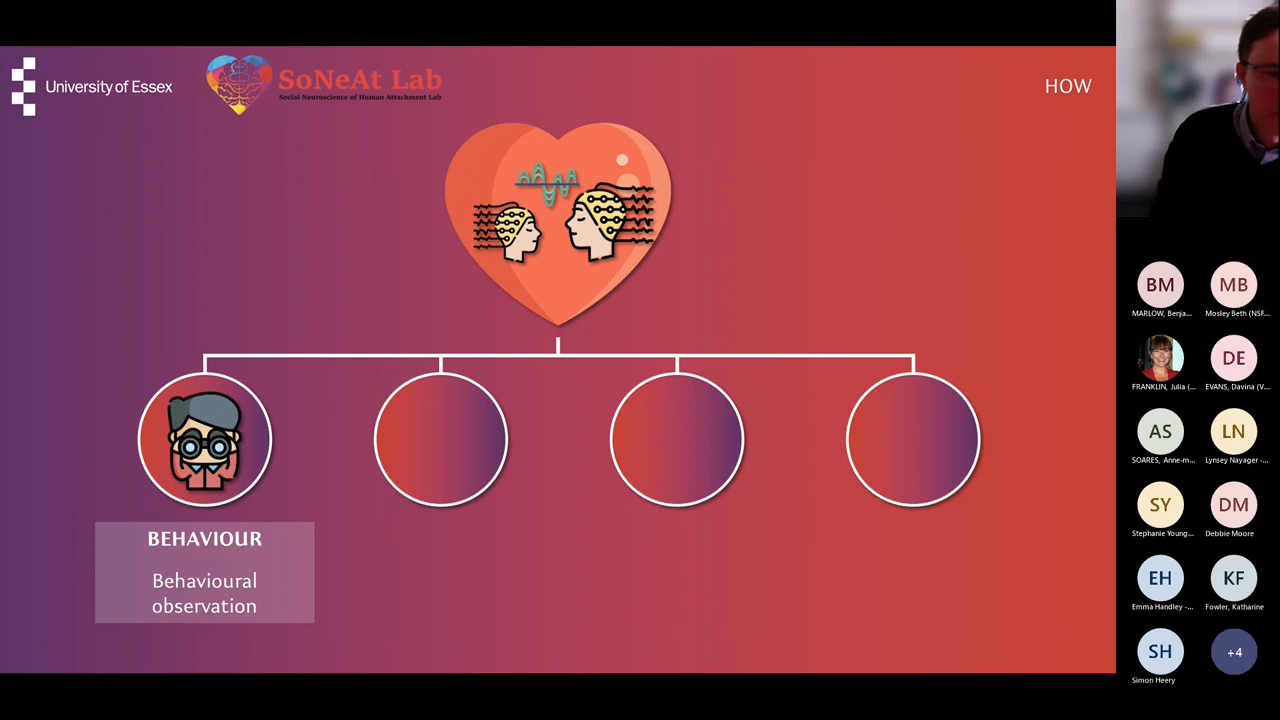 University of Essex
SoNeAt Lab
Social Neuroscience of Human Attachment Lab
HOW
BEHAVIOUR
Behavioural
observation
BM
MARLOW, Benja...
MB
Mosley Beth (NSF...
FRANKLIN, Julia (...
DE
EVANS, Davina (V...
AS
SOARES, Anne-m...
LN
Lynsey Nayager -...
SY
Stephanie Young...
DM
Debbie Moore
EH
Emma Handley -...
KF
Fowler, Katharine
SH
Simon Heery
+4